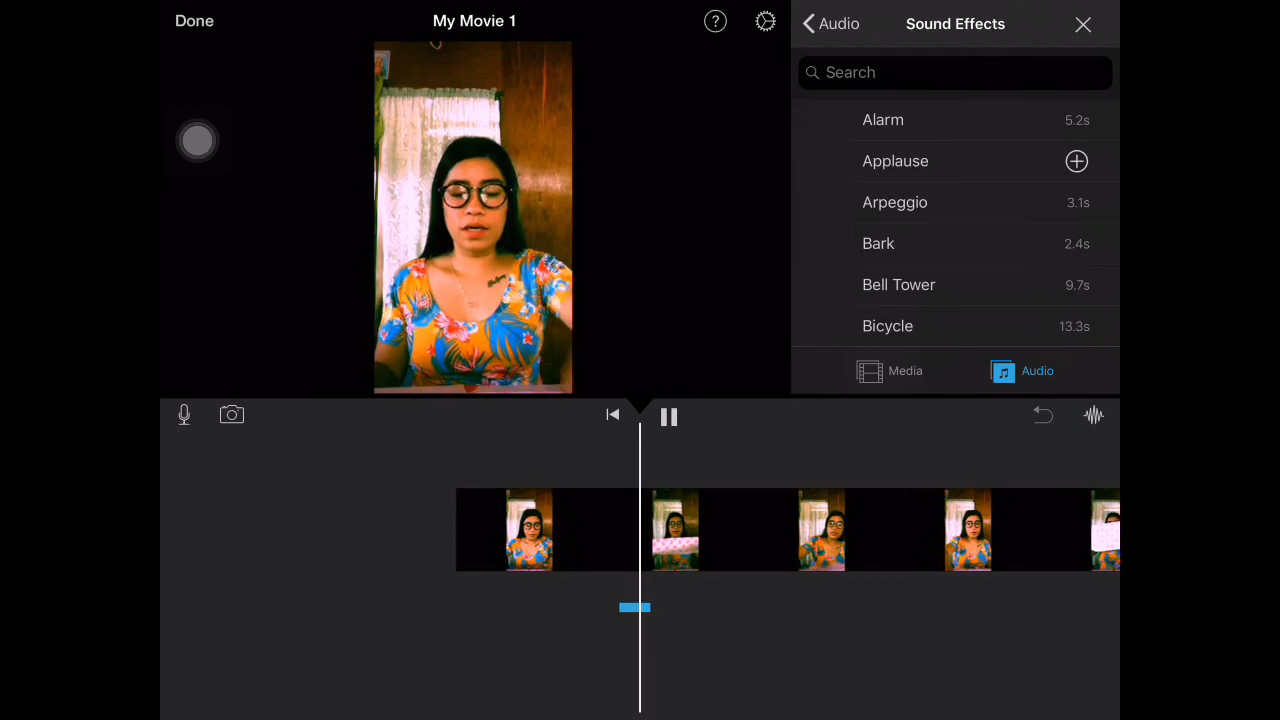 Done
My Movie 1
?
Audio
Sound Effects
Search
Alarm 5.2s
Applause
Arpeggio 3.1s
Bark 2.4s
Bell Tower 9.7s
Bicycle 13.3s
Media
Audio